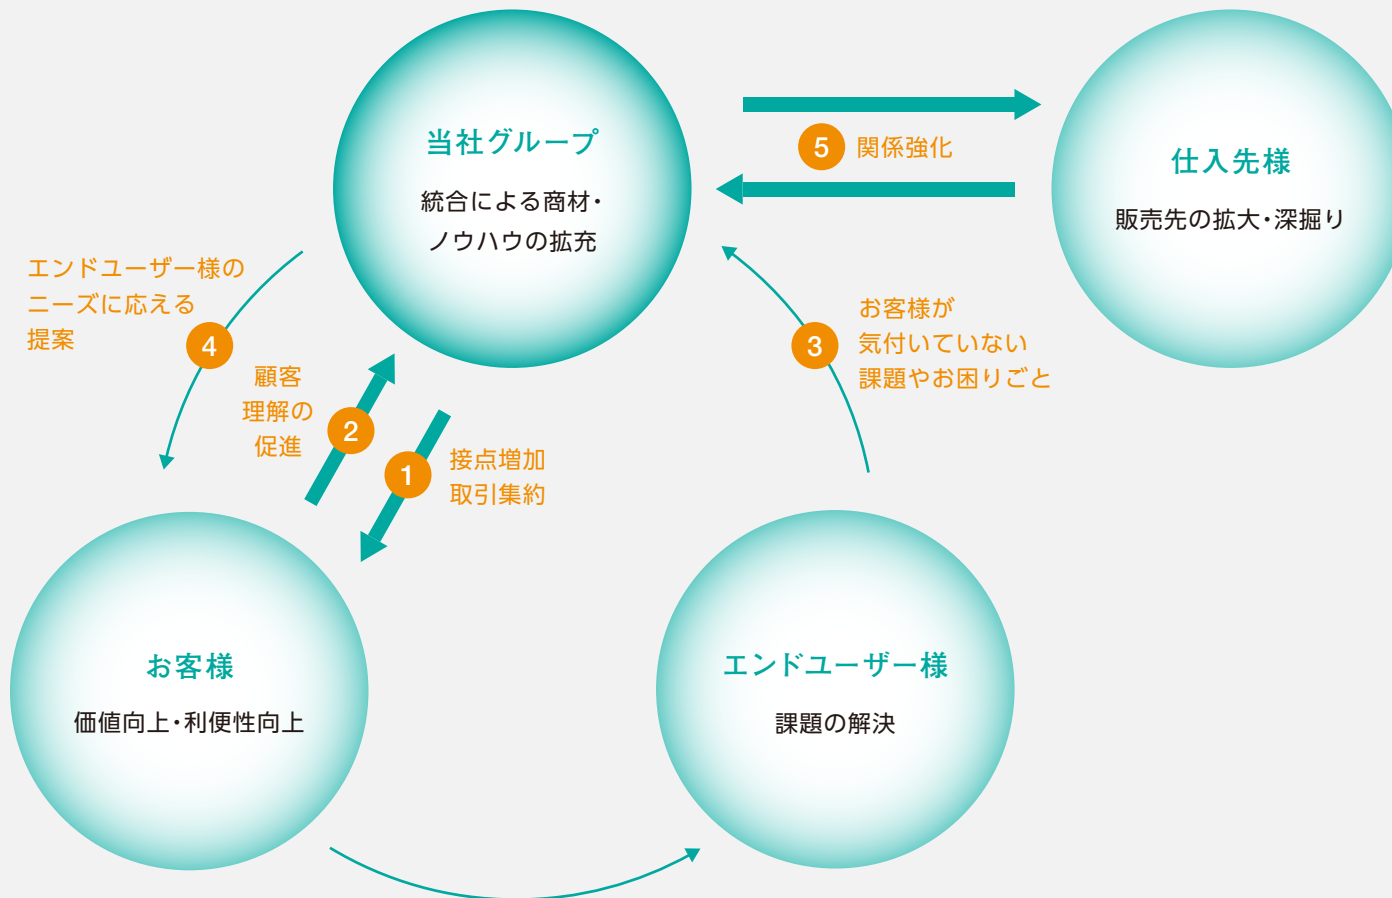 当社グループ
統合による商材・
ノウハウの拡充
5 関係強化
仕入先様
販売先の拡大・深掘り
エンドユーザー様の
ニーズに応える
提案
4
顧客
理解の
促進
2
1
接点増加
取引集約
3
お客様が
気付いていない
課題やお困りごと
お客様
価値向上・利便性向上
エンドユーザー様
課題の解決